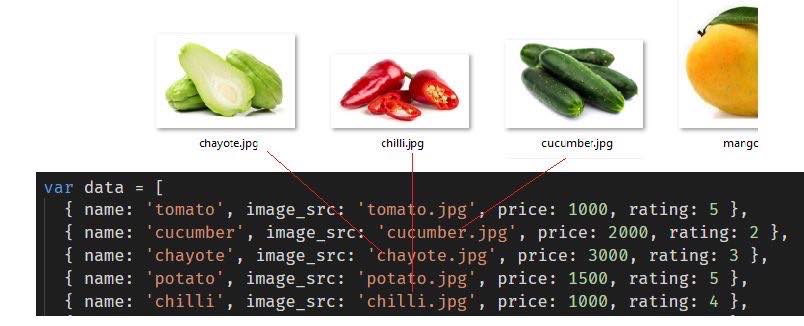 chayote.jpg
chilli.jpg
cucumber.jpg
mango
var data = [
{ name: 'tomato', image_src: 'tomato.jpg', price: 1000, rating: 5 },
{ name: 'cucumber', image_src: 'cucumber.jpg', price: 2000, rating: 2 },
{ name: 'chayote', image_src: 'chayote.jpg', price: 3000, rating: 3 },
{ name: 'potato', image_src: 'potato.jpg', price: 1500, rating: 5 },
{ name: 'chilli', image_src: 'chilli.jpg', price: 1000, rating: 4 },